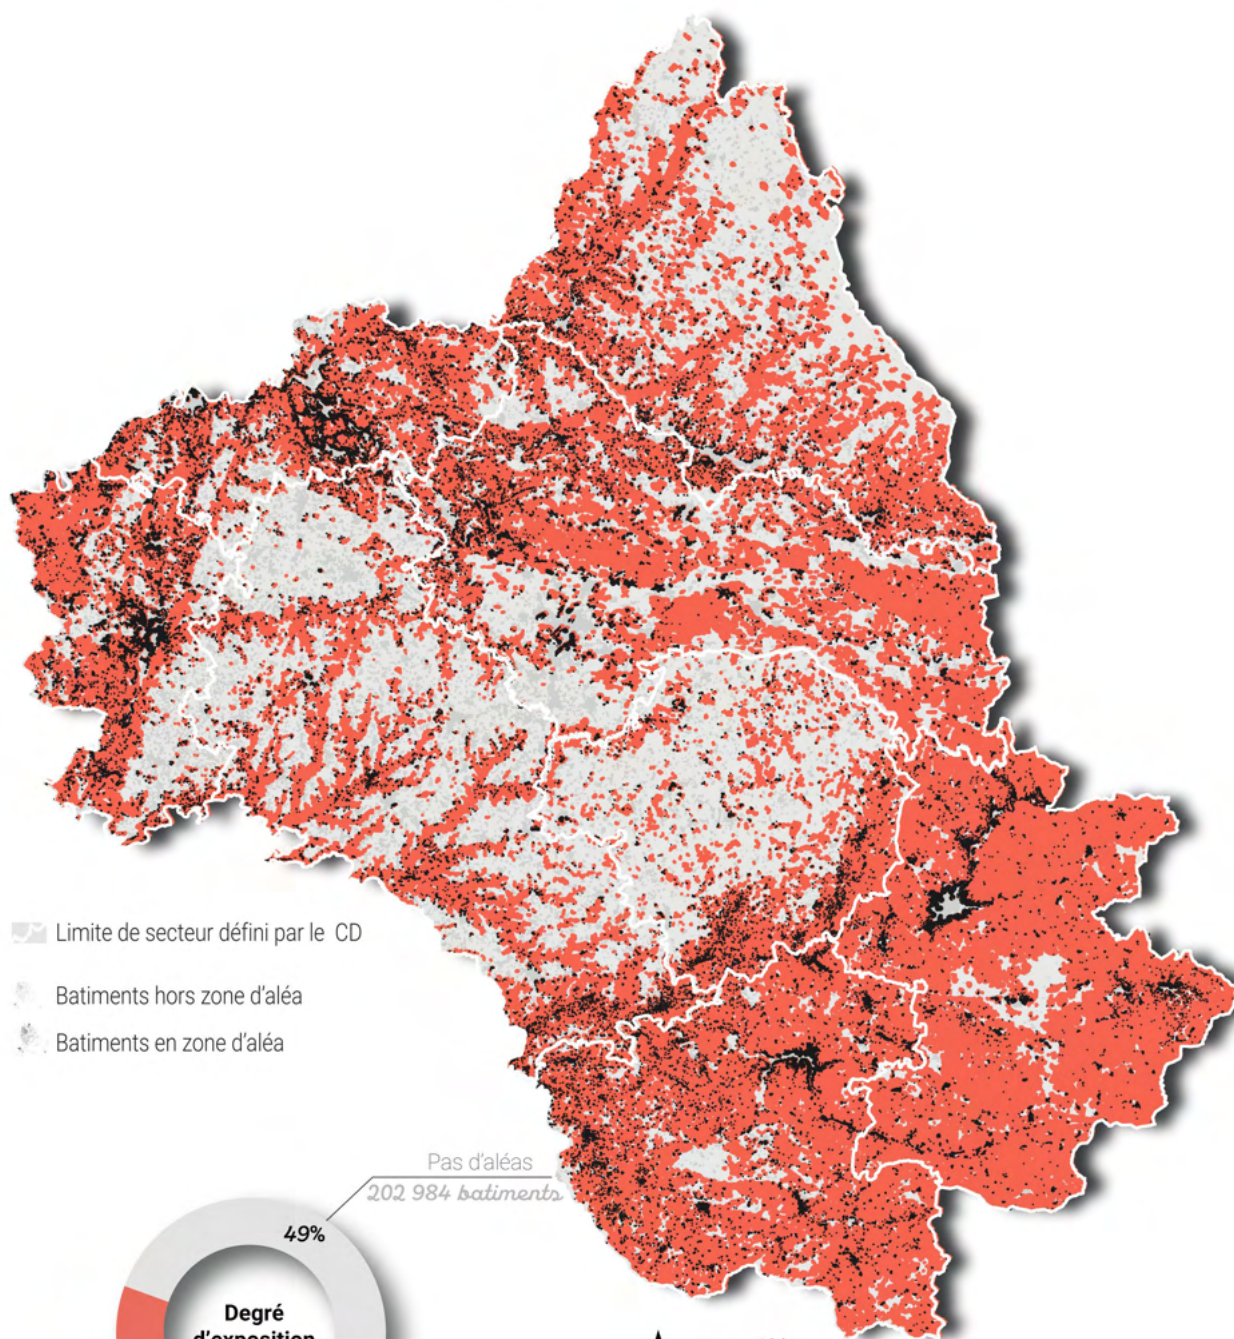 Limite de secteur défini par le CD
Batiments hors zone d'aléa
Batiments en zone d'aléa
Pas d'aléas
202 984 batiments
49%
Degré
d'exposition